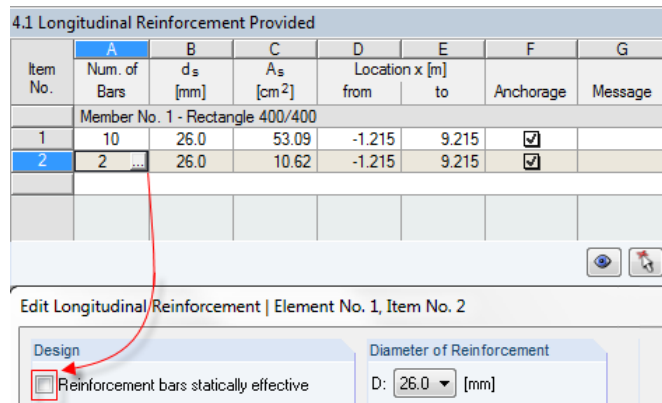 4.1 Longitudinal Reinforcement Provided
A B C D E F G
Item Num. of ds As Location x [m]
No. Bars [mm] [cm²] from to Anchorage Message
Member No. 1 - Rectangle 400/400
1 10 26.0 53.09 -1.215 9.215
2 2 ... 26.0 10.62 -1.215 9.215
Edit Longitudinal Reinforcement | Element No. 1, Item No. 2
Design Diameter of Reinforcement
Reinforcement bars statically effective D: 26.0 [mm]